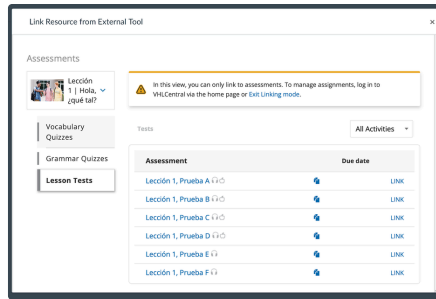 Link Resource from External Tool
×
Assessments
Lección
1 | Hola,
¿qué tal?
In this view, you can only link to assessments. To manage assignments, log in to
VHLCentral via the home page or Exit Linking mode.
Vocabulary
Quizzes
Grammar Quizzes
Lesson Tests
Tests
All Activities
Assessment Due date
Lección 1, Prueba A LINK
Lección 1, Prueba B LINK
Lección 1, Prueba C LINK
Lección 1, Prueba D LINK
Lección 1, Prueba E LINK
Lección 1, Prueba F LINK